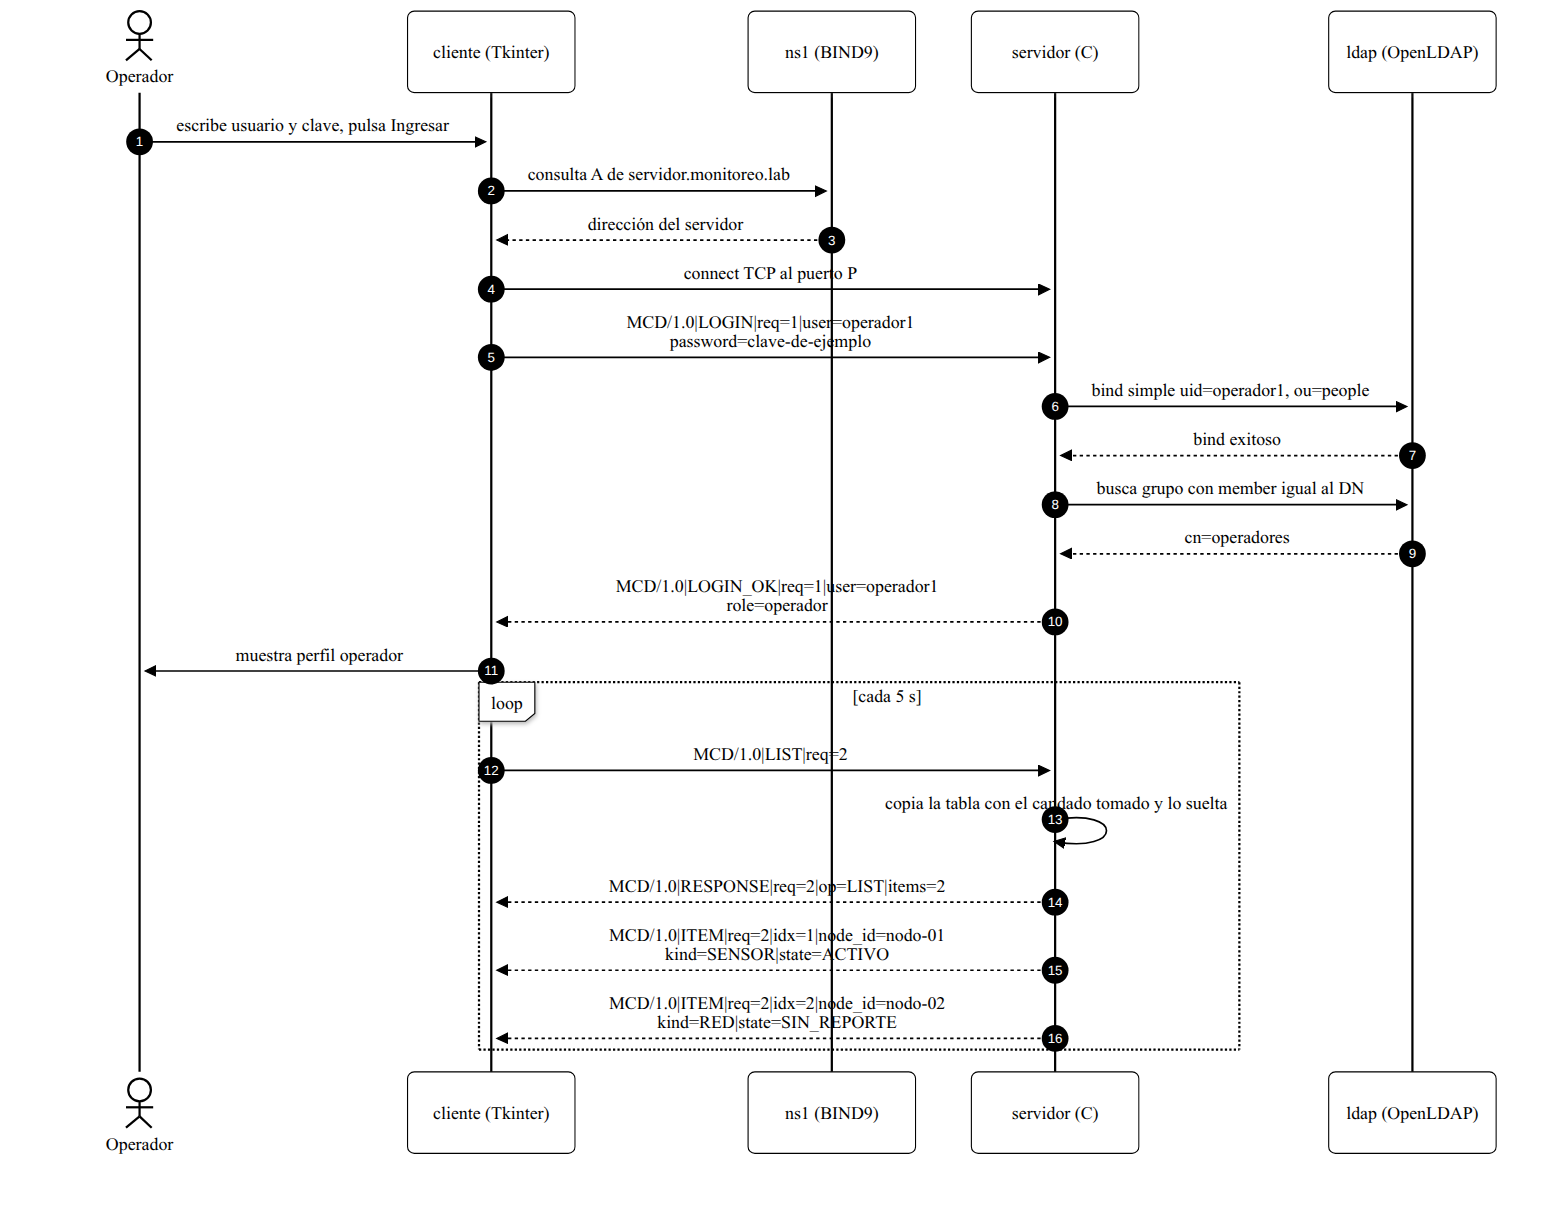 Operador
cliente (Tkinter)
ns1 (BIND9)
servidor (C)
ldap (OpenLDAP)
escribe usuario y clave, pulsa Ingresar
1
consulta A de servidor.monitoreo.lab
2
dirección del servidor
3
connect TCP al puerto P
4
MCD/1.0|LOGIN|req=1|user=operador1
password=clave-de-ejemplo
5
bind simple uid=operador1, ou=people
6
bind exitoso
7
busca grupo con member igual al DN
8
cn=operadores
9
MCD/1.0|LOGIN_OK|req=1|user=operador1
role=operador
10
muestra perfil operador
11
loop
[cada 5 s]
MCD/1.0|LIST|req=2
12
copia la tabla con el candado tomado y lo suelta
13
MCD/1.0|RESPONSE|req=2|op=LIST|items=2
14
MCD/1.0|ITEM|req=2|idx=1|node_id=nodo-01
kind=SENSOR|state=ACTIVO
15
MCD/1.0|ITEM|req=2|idx=2|node_id=nodo-02
kind=RED|state=SIN_REPORTE
16
Operador
cliente (Tkinter)
ns1 (BIND9)
servidor (C)
ldap (OpenLDAP)